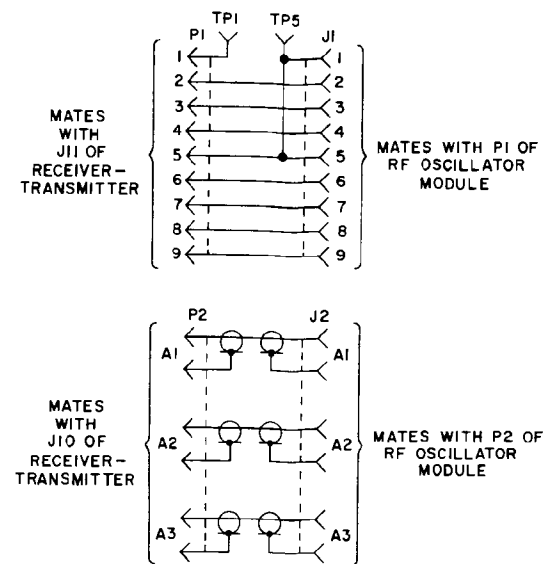 TP1 TP5
P1 J1
1 1
2 2
3 3
4 4
5 5
6 6
7 7
8 8
9 9
MATES
WITH
J11 OF
RECEIVER-
TRANSMITTER
MATES WITH P1 OF
RF OSCILLATOR
MODULE
P2 J2
A1 A1
A2 A2
A3 A3
MATES
WITH
J10 OF
RECEIVER-
TRANSMITTER
MATES WITH P2 OF
RF OSCILLATOR
MODULE